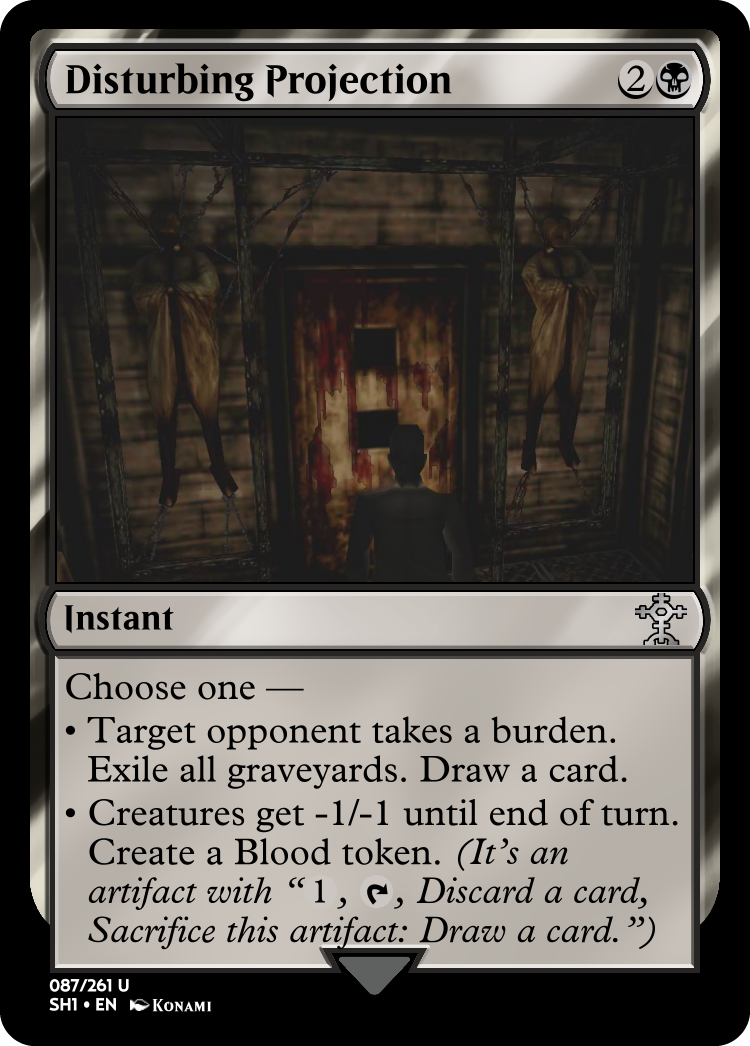 Disturbing Projection 2
Instant
Choose one —
• Target opponent takes a burden.
Exile all graveyards. Draw a card.
• Creatures get -1/-1 until end of turn.
Create a Blood token. (It's an
artifact with “1, , Discard a card,
Sacrifice this artifact: Draw a card.”)
087/261 U
SH1 • EN KONAMI